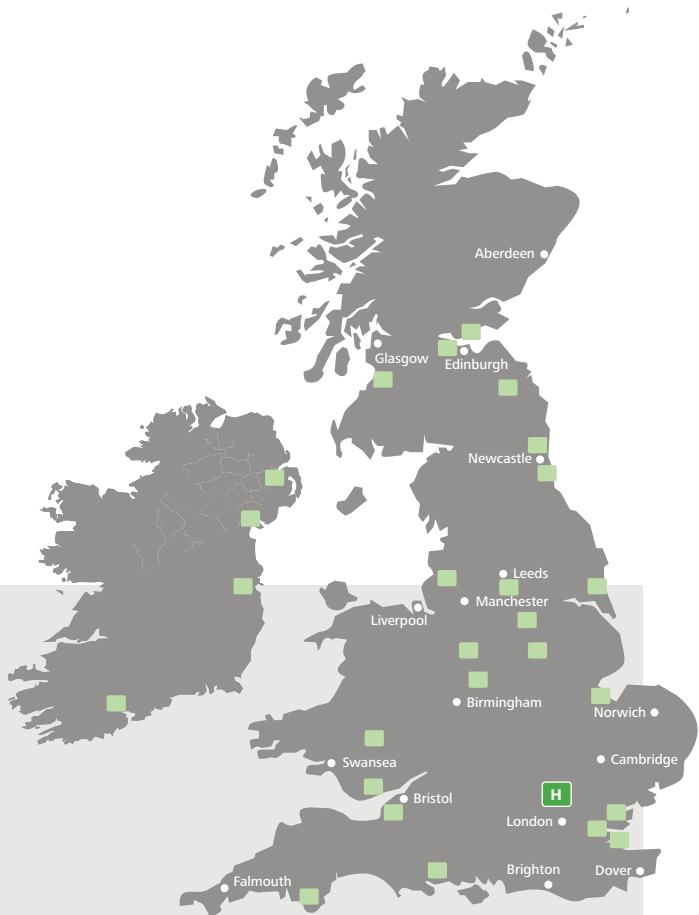 Aberdeen
Glasgow
Edinburgh
Newcastle
Leeds
Manchester
Liverpool
Birmingham
Norwich
Swansea
Cambridge
H
Bristol
London
Brighton
Dover
Falmouth